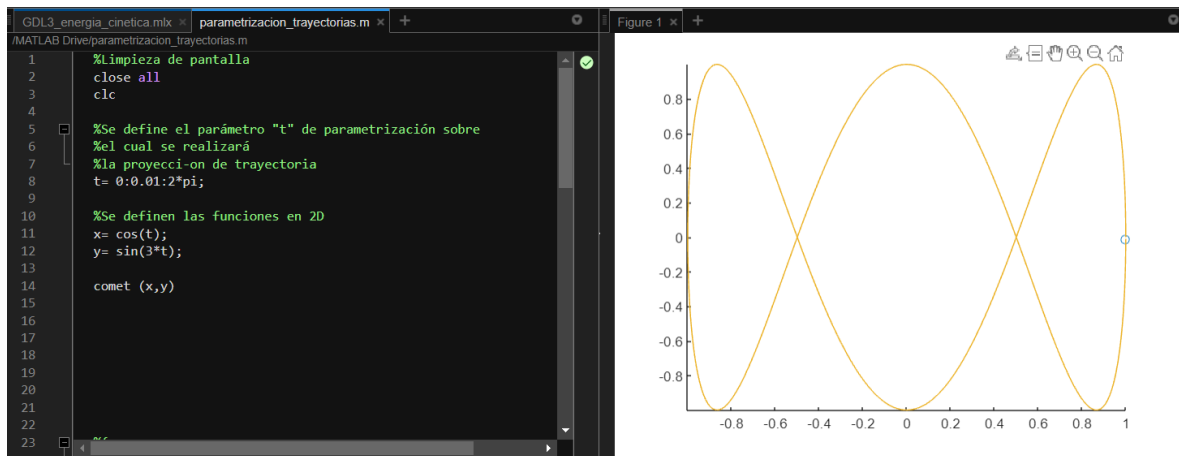 GDL3_energia_cinetica.mlx × parametrizacion_trayectorias.m × +
/MATLAB Drive/parametrizacion_trayectorias.m
1 %Limpieza de pantalla
2 close all
3 clc
4
5 %Se define el parámetro "t" de parametrización sobre
6 %el cual se realizará
7 %la proyecci-on de trayectoria
8 t= 0:0.01:2*pi;
9
10 %Se definen las funciones en 2D
11 x= cos(t);
12 y= sin(3*t);
13
14 comet (x,y)
15
16
17
18
19
20
21
22
23
Figure 1 × +
0.8
0.6
0.4
0.2
0
-0.2
-0.4
-0.6
-0.8
-0.8 -0.6 -0.4 -0.2 0 0.2 0.4 0.6 0.8 1